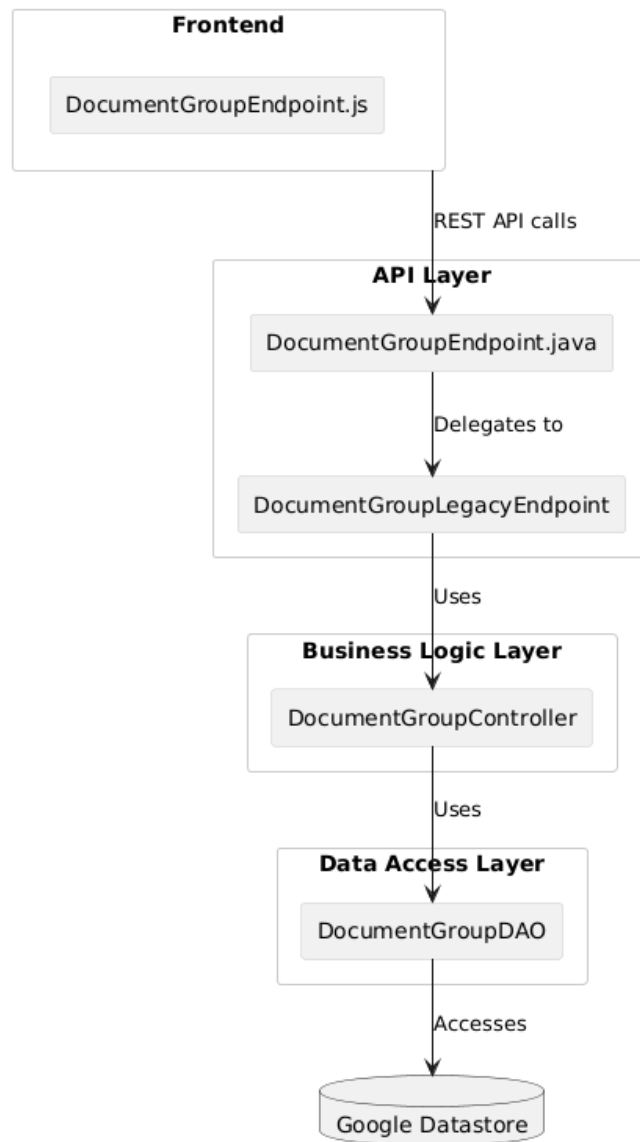 Frontend
DocumentGroupEndpoint.js
REST API calls
API Layer
DocumentGroupEndpoint.java
Delegates to
DocumentGroupLegacyEndpoint
Uses
Business Logic Layer
DocumentGroupController
Uses
Data Access Layer
DocumentGroupDAO
Accesses
Google Datastore